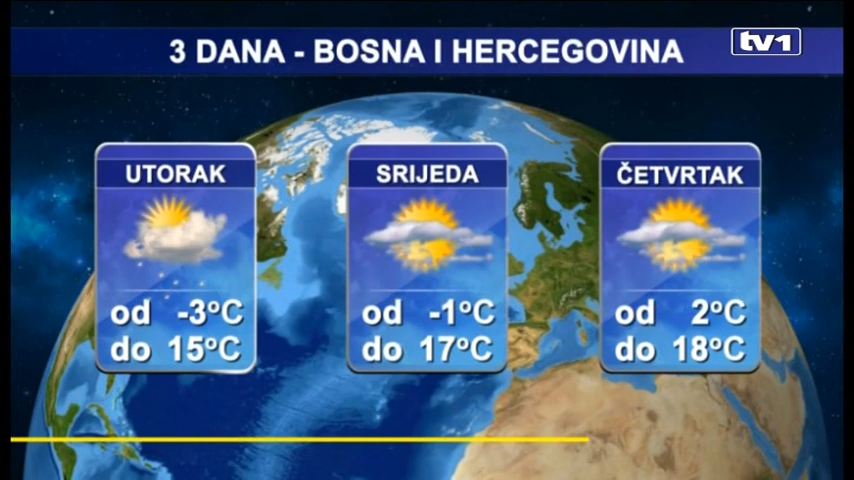 3 DANA - BOSNA I HERCEGOVINA
tv1
UTORAK
od -3°C
do 15°C
SRIJEDA
od -1°C
do 17°C
ČETVRTAK
od 2°C
do 18°C